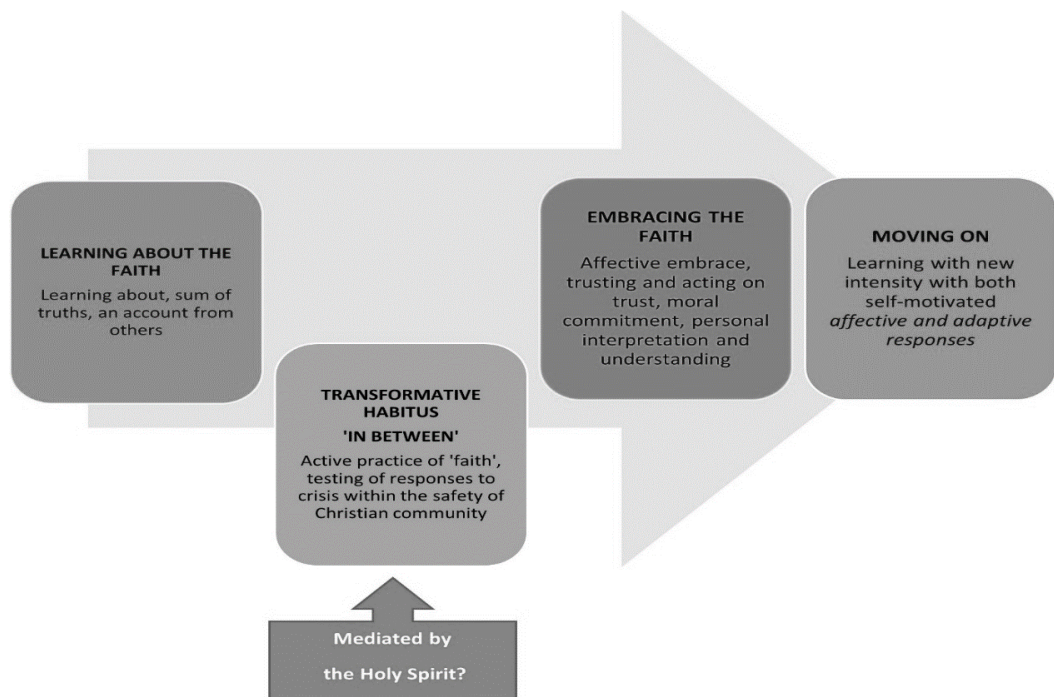 LEARNING ABOUT THE
FAITH
Learning about, sum of
truths, an account from
others
TRANSFORMATIVE
HABITUS
'IN BETWEEN'
Active practice of 'faith',
testing of responses to
crisis within the safety of
Christian community
Mediated by
the Holy Spirit?
EMBRACING THE
FAITH
Affective embrace,
trusting and acting on
trust, moral
commitment, personal
interpretation and
understanding
MOVING ON
Learning with new
intensity with both
self-motivated
affective and adaptive
responses